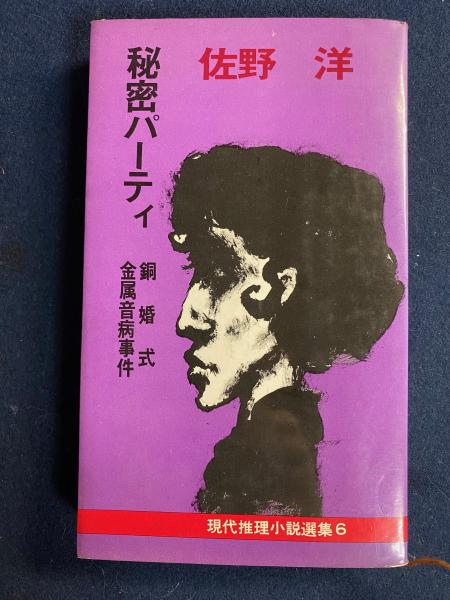 佐野 洋
秘密パーティ
銅婚式
金属音病事件
現代推理小説選集6